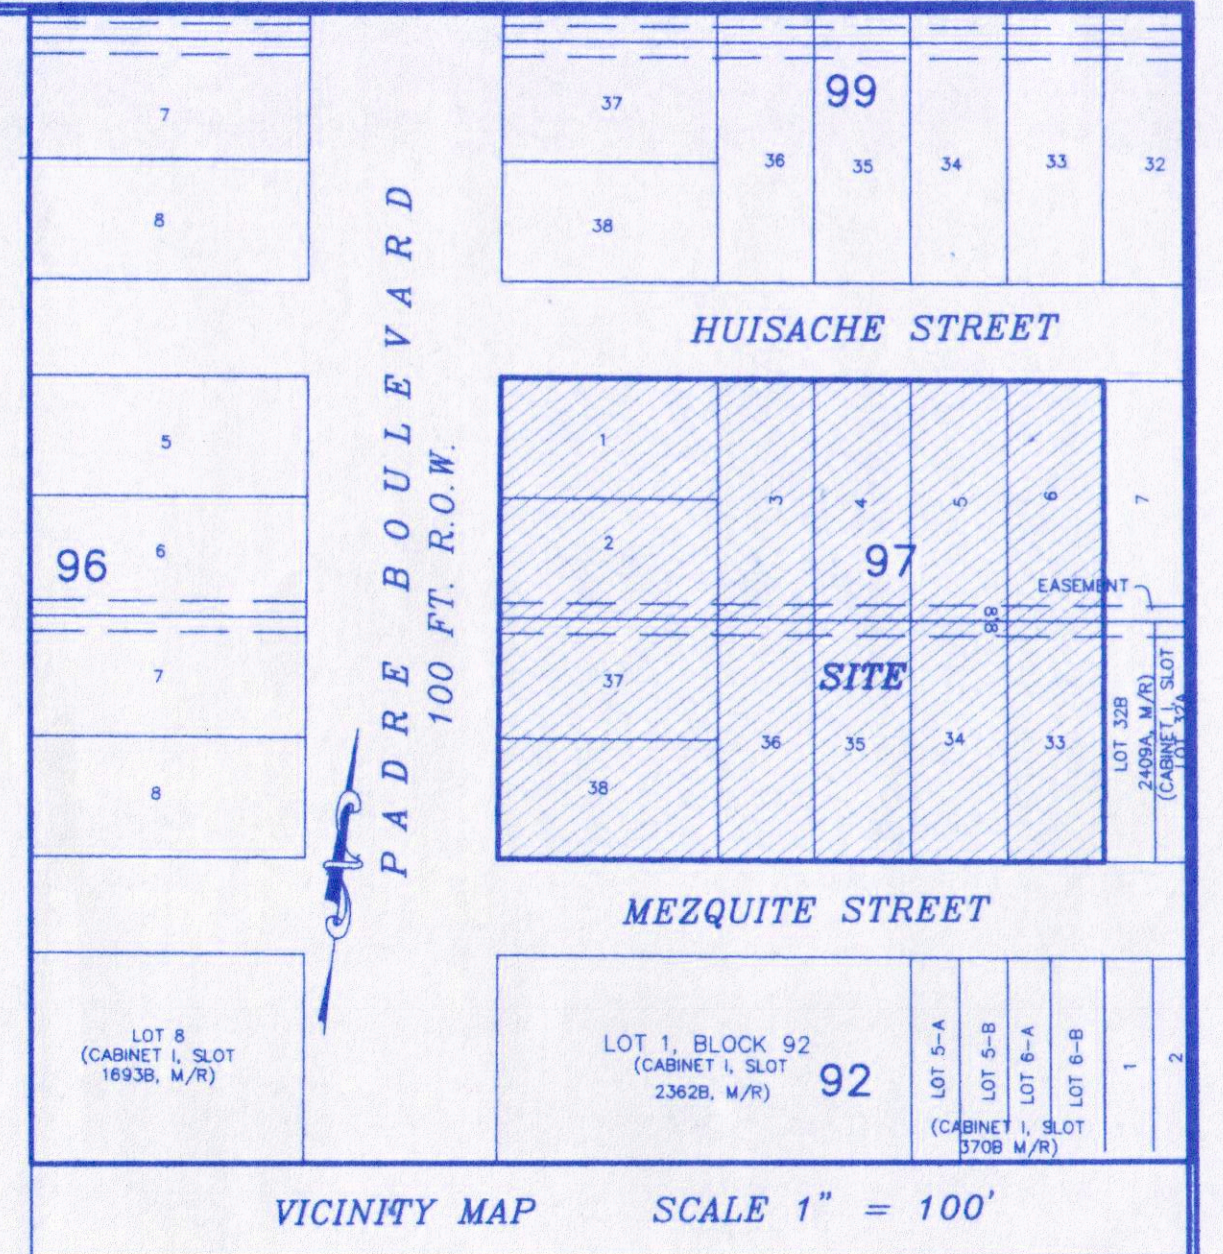 7
8
37
38
99
36
35
34
33
32
HUISACHE STREET
PADRE BOULEVARD
100 FT. R.O.W.
5
6
96
7
8
1
2
3
4
5
6
7
97
EASEMENT
SITE
37
38
36
35
34
33
LOT 32B
2409A, M/R)
(CABINET I, SLOT
LOT 32A
MEZQUITE STREET
LOT 8
(CABINET I, SLOT
1693B, M/R)
LOT 1, BLOCK 92
(CABINET I, SLOT
2362B, M/R)
92
LOT 5-A
LOT 5-B
LOT 6-A
LOT 6-B
(CABINET I, SLOT
370B M/R)
1
2
VICINITY MAP
SCALE 1" = 100'